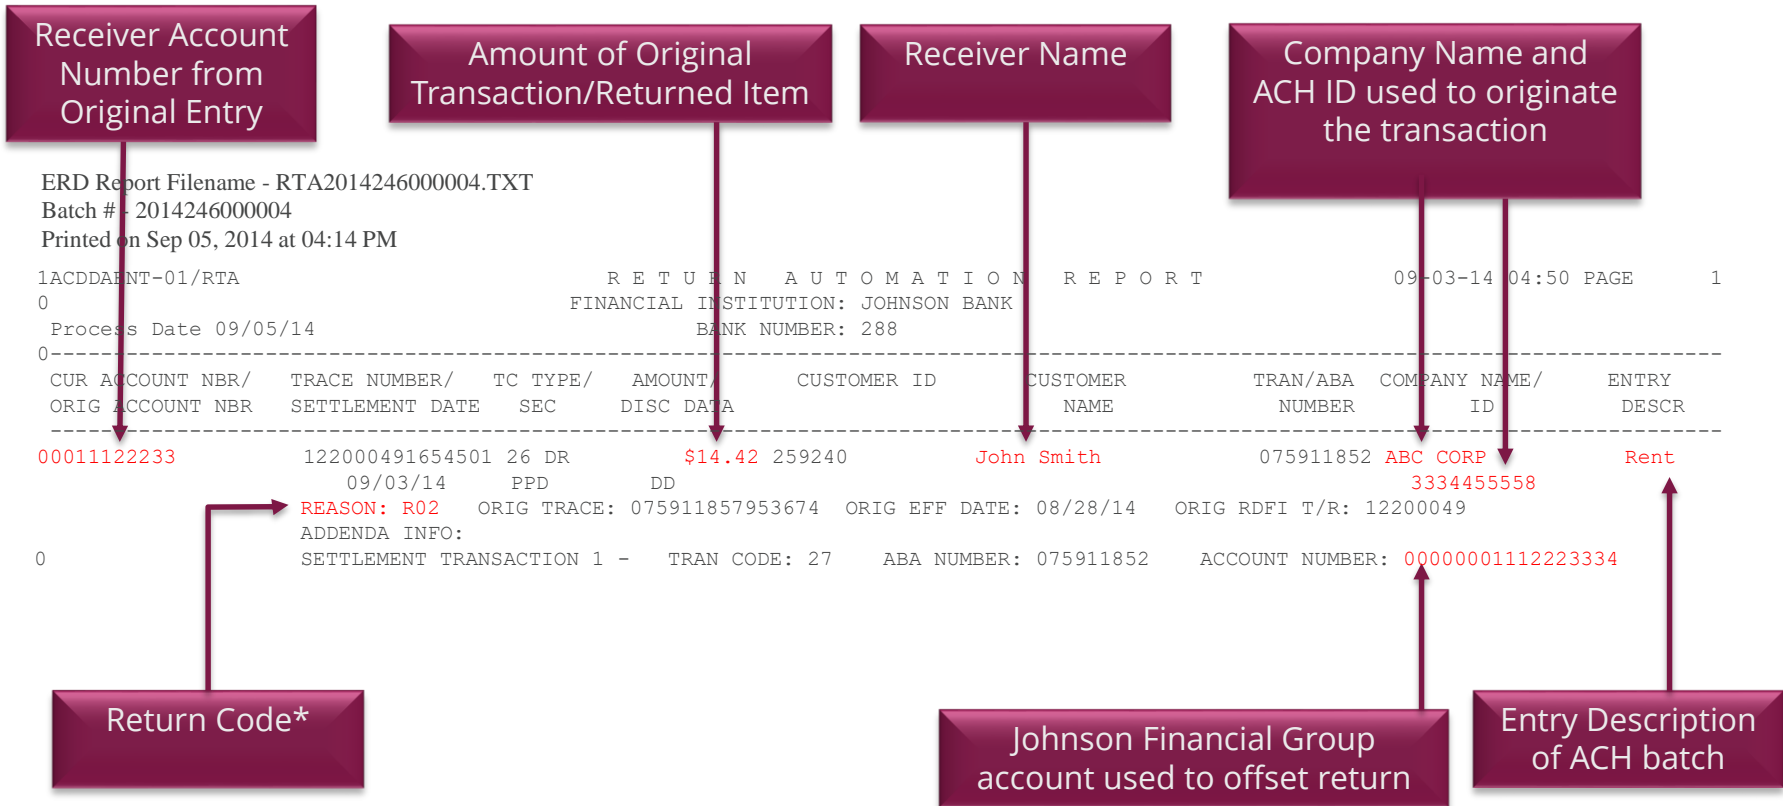 Receiver Account
Number from
Original Entry
Amount of Original
Transaction/Returned Item
Receiver Name
Company Name and
ACH ID used to originate
the transaction
ERD Report Filename - RTA2014246000004.TXT
Batch # - 2014246000004
Printed on Sep 05, 2014 at 04:14 PM
1ACDDAENT-01/RTA R E T U R N A U T O M A T I O N R E P O R T 09-03-14 04:50 PAGE 1
0 FINANCIAL INSTITUTION: JOHNSON BANK
Process Date 09/05/14 BANK NUMBER: 288
0-----------------------------------------------------------------------------------------------------------------------------------
CUR ACCOUNT NBR/ TRACE NUMBER/ TC TYPE/ AMOUNT/ CUSTOMER ID CUSTOMER TRAN/ABA COMPANY NAME/ ENTRY
ORIG ACCOUNT NBR SETTLEMENT DATE SEC DISC DATA NAME NUMBER ID DESCR
-----------------------------------------------------------------------------------------------------------------------------------
00011122233 122000491654501 26 DR $14.42 259240 John Smith 075911852 ABC CORP Rent
09/03/14 PPD DD 3334455558
REASON: R02 ORIG TRACE: 075911857953674 ORIG EFF DATE: 08/28/14 ORIG RDFI T/R: 12200049
ADDENDA INFO:
0 SETTLEMENT TRANSACTION 1 - TRAN CODE: 27 ABA NUMBER: 075911852 ACCOUNT NUMBER: 00000001112223334
Return Code*
Johnson Financial Group
account used to offset return
Entry Description
of ACH batch